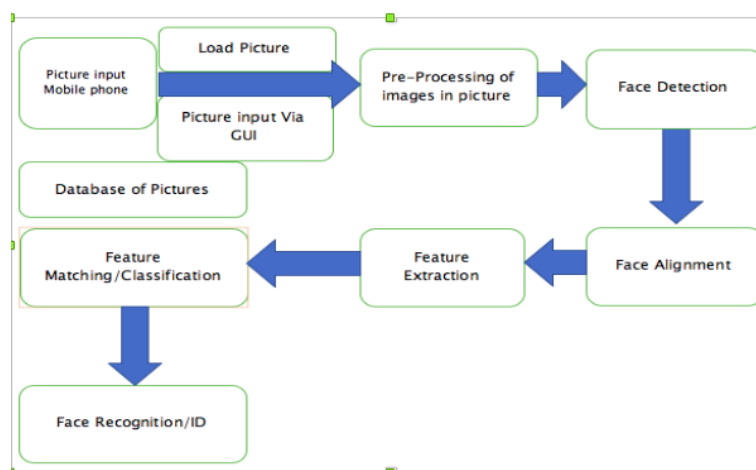 Picture input
Mobile phone
Load Picture
Picture input Via
GUI
Pre-Processing of
images in picture
Face Detection
Database of Pictures
Feature
Matching/Classification
Feature
Extraction
Face Alignment
Face Recognition/ID